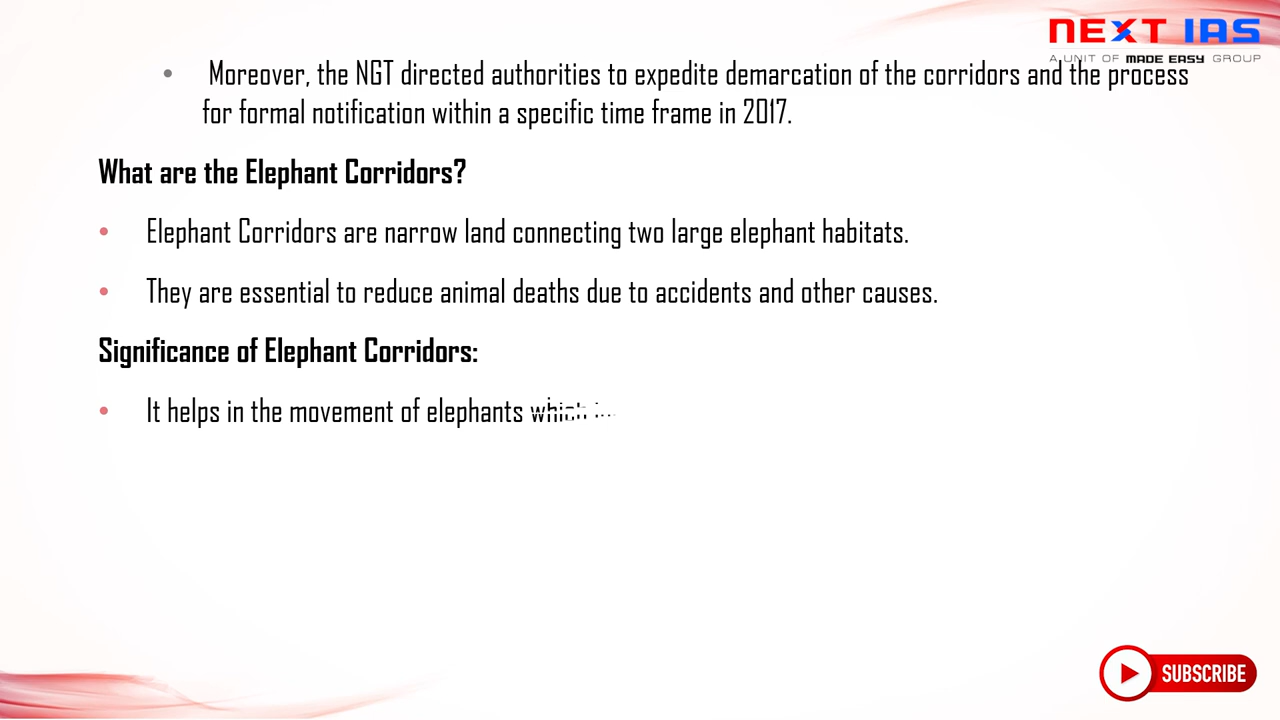 NEXT IAS
A UNIT OF MADE EASY GROUP
• Moreover, the NGT directed authorities to expedite demarcation of the corridors and the process
for formal notification within a specific time frame in 2017.
What are the Elephant Corridors?
• Elephant Corridors are narrow land connecting two large elephant habitats.
• They are essential to reduce animal deaths due to accidents and other causes.
Significance of Elephant Corridors:
• It helps in the movement of elephants which
SUBSCRIBE